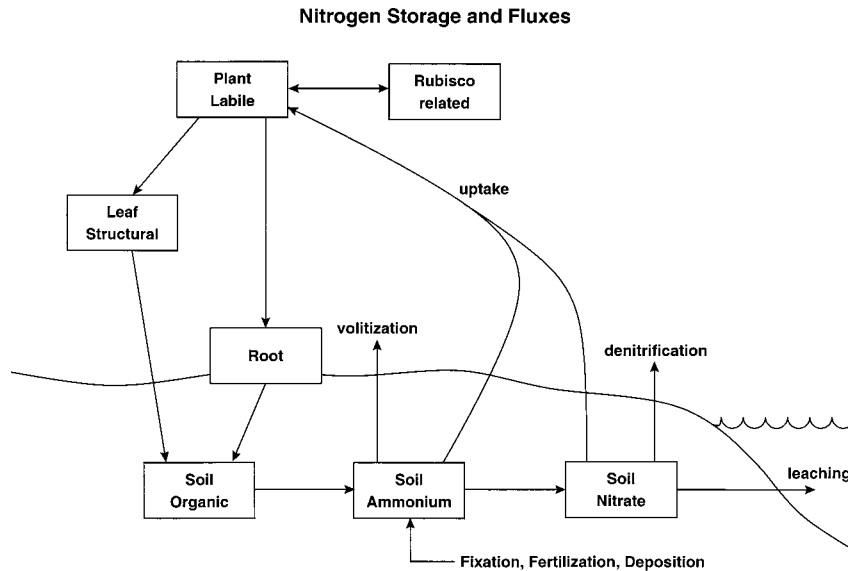 Nitrogen Storage and Fluxes
Plant
Labile
Rubisco
related
uptake
Leaf
Structural
volitization
Root
denitrification
Soil
Organic
Soil
Ammonium
Soil
Nitrate
leaching
Fixation, Fertilization, Deposition